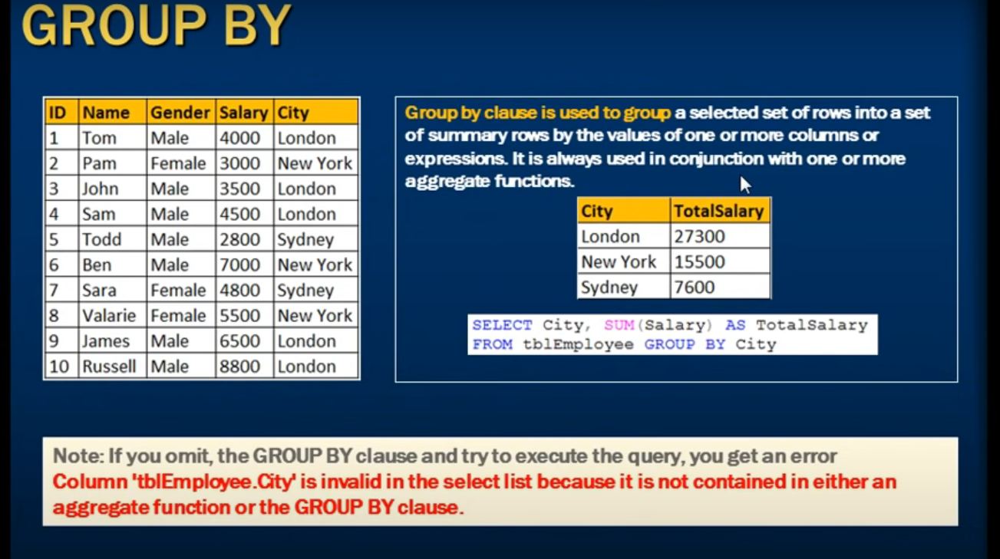 GROUP BY
ID Name Gender Salary City
1 Tom Male 4000 London
2 Pam Female 3000 New York
3 John Male 3500 London
4 Sam Male 4500 London
5 Todd Male 2800 Sydney
6 Ben Male 7000 New York
7 Sara Female 4800 Sydney
8 Valarie Female 5500 New York
9 James Male 6500 London
10 Russell Male 8800 London
Group by clause is used to group a selected set of rows into a set
of summary rows by the values of one or more columns or
expressions. It is always used in conjunction with one or more
aggregate functions.
City TotalSalary
London 27300
New York 15500
Sydney 7600
SELECT City, SUM(Salary) AS TotalSalary
FROM tblEmployee GROUP BY City
Note: If you omit, the GROUP BY clause and try to execute the query, you get an error
Column 'tblEmployee.City' is invalid in the select list because it is not contained in either an
aggregate function or the GROUP BY clause.